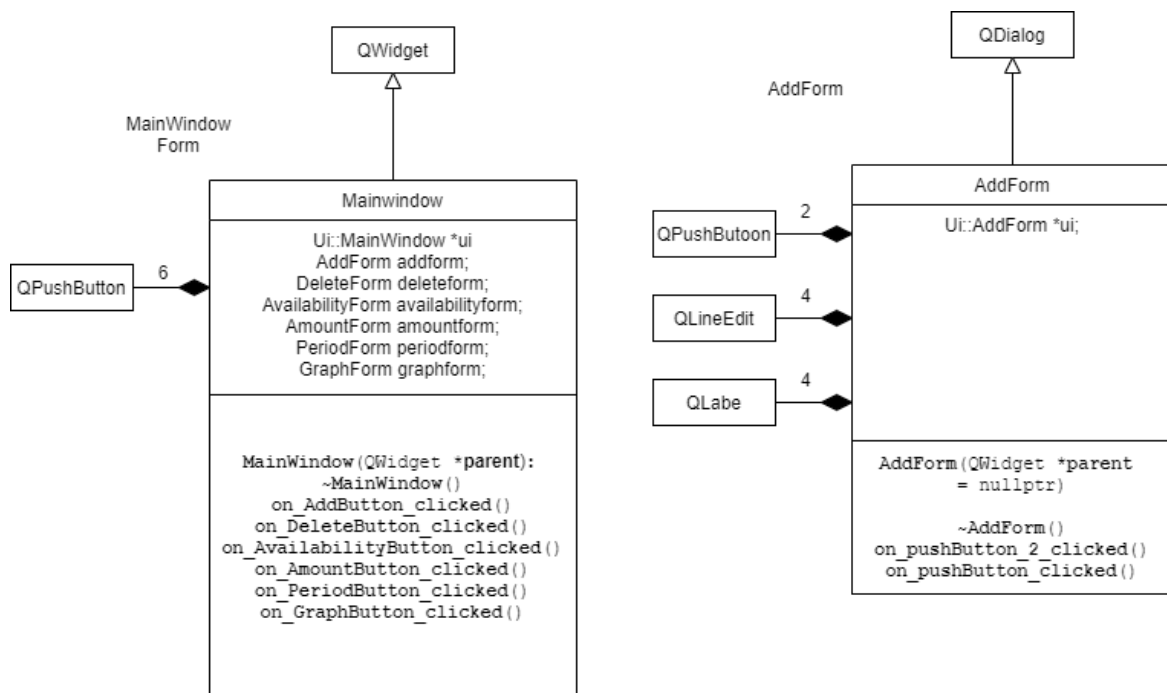 QWidget
MainWindow
Form
Mainwindow
Ui::MainWindow *ui
AddForm addform;
DeleteForm deleteform;
AvailabilityForm availabilityform;
AmountForm amountform;
PeriodForm periodform;
GraphForm graphform;
QPushButton
6
MainWindow(QWidget *parent):
~MainWindow()
on_AddButton_clicked()
on_DeleteButton_clicked()
on_AvailabilityButton_clicked()
on_AmountButton_clicked()
on_PeriodButton_clicked()
on_GraphButton_clicked()
QDialog
AddForm
AddForm
Ui::AddForm *ui;
QPushButoon
2
QLineEdit
4
QLabe
4
AddForm(QWidget *parent
= nullptr)
~AddForm()
on_pushButton_2_clicked()
on_pushButton_clicked()